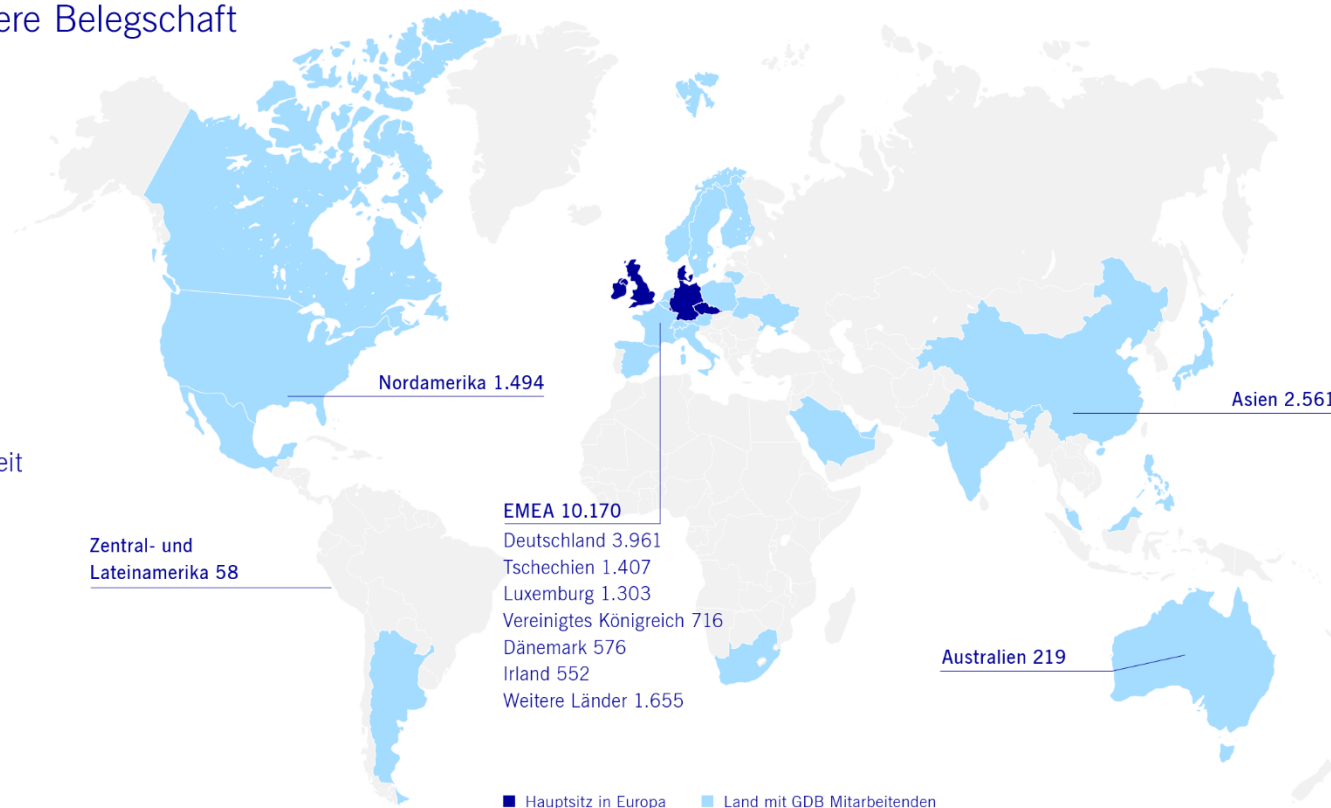 ere Belegschaft
Nordamerika 1.494
Asien 2.561
eit
EMEA 10.170
Deutschland 3.961
Tschechien 1.407
Luxemburg 1.303
Vereinigtes Königreich 716
Dänemark 576
Irland 552
Weitere Länder 1.655
Zentral- und
Lateinamerika 58
Australien 219
Hauptsitz in Europa
Land mit GDB Mitarbeitenden